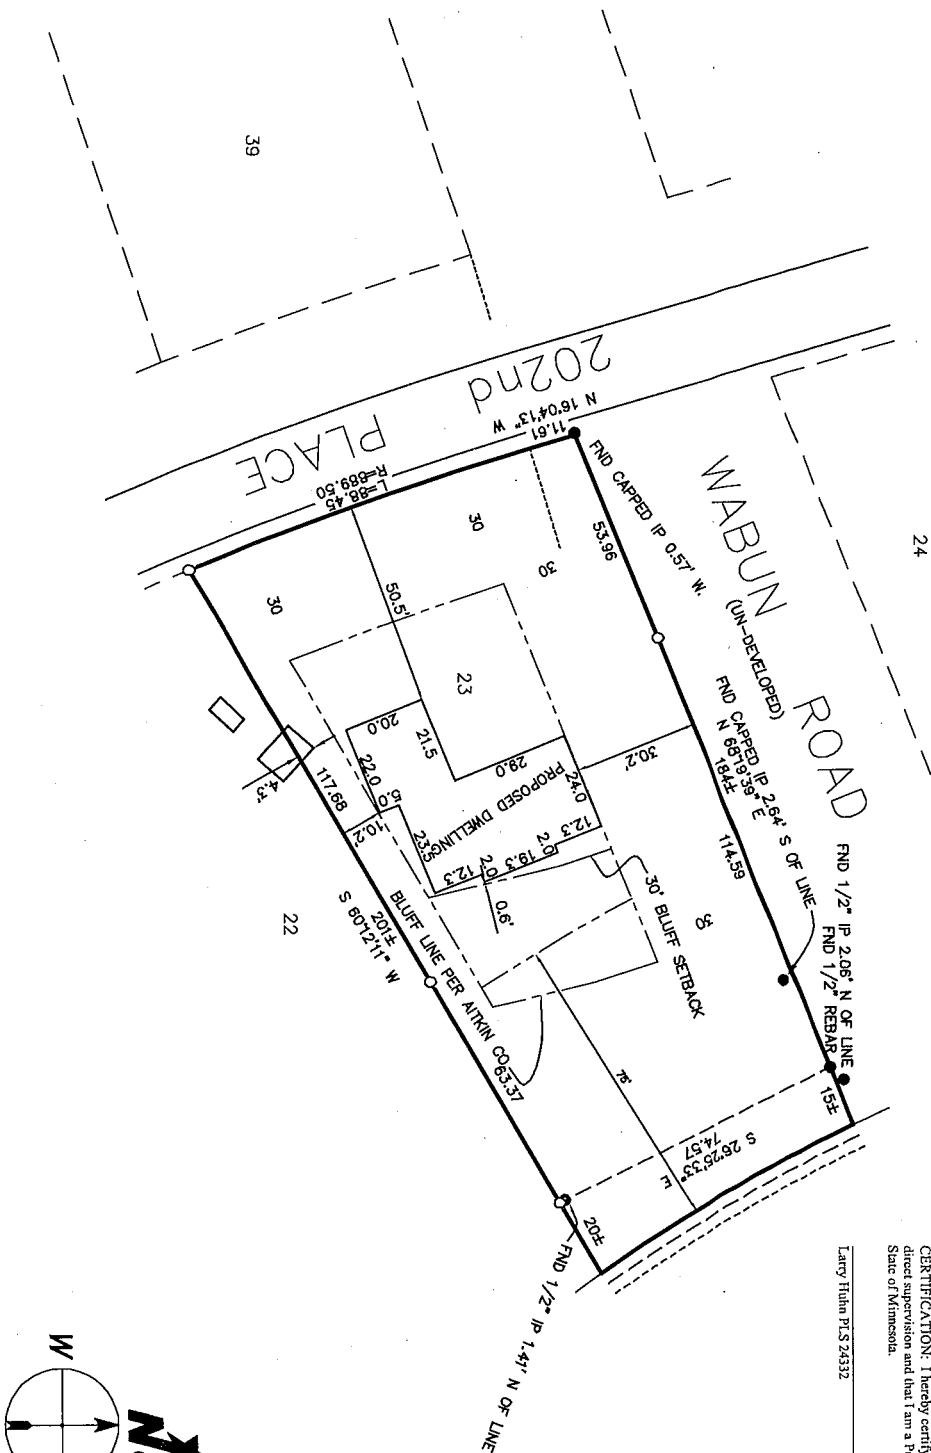 39
24
202nd
PLACE
WABUN ROAD
(UN-DEVELOPED)
N 16°04'13" W
11.61
L=88.45
R=889.50
FND CAPPED IP 0.57' W.
53.96
FND CAPPED IP 2.64' S OF LINE
N 68°19'39" E
184±
114.59
FND 1/2" IP 2.06' N OF LINE
FND 1/2" REBAR
15±
30
30
30
30
50.5'
23
20.0
21.5
22.0
5.0
29.0
PROPOSED DWELLING
24.0
30.2'
12.3
2.0
19.3
2.0
12.3
23.5
10.2'
0.6'
4.3'
117.68
30' BLUFF SETBACK
BLUFF LINE PER AITKIN CO
63.37
201±
S 60°12'11" W
22
76'
S 26°25'33" E
74.57
20±
FND 1/2" IP 1.41' N OF LINE
CERTIFICATION: I hereby certify
direct supervision and that I am a P
State of Minnesota.
Larry Huhn PLS 24332
W
N